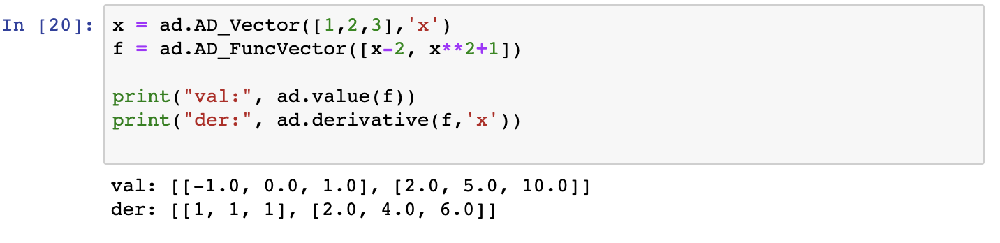 In [20]: x = ad.AD_Vector([1,2,3],'x')
f = ad.AD_FuncVector([x-2, x**2+1])
print("val:", ad.value(f))
print("der:", ad.derivative(f,'x'))
val: [[-1.0, 0.0, 1.0], [2.0, 5.0, 10.0]]
der: [[1, 1, 1], [2.0, 4.0, 6.0]]